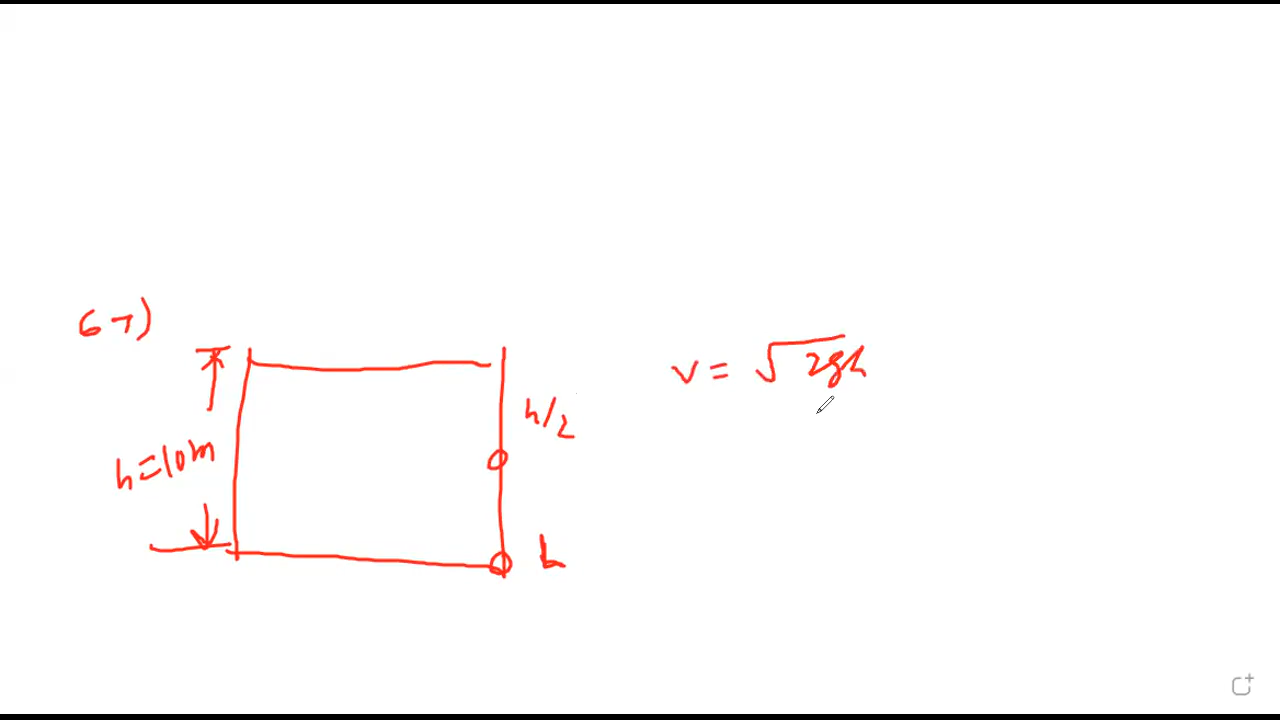 67)
h=10m
h/2
h
v = √2gh